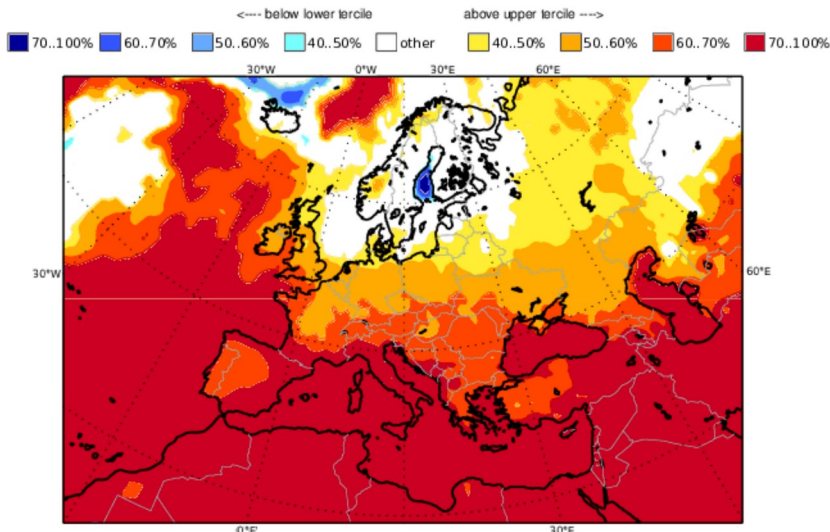 <---- below lower tercile above upper tercile ---->
70..100% 60..70% 50..60% 40..50% other 40..50% 50..60% 60..70% 70..100%
30°W 0°W 30°E 60°E
30°W
60°E
0°E 30°E